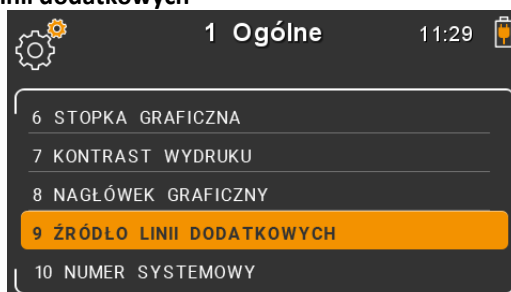 linii dodatkowych
1 Ogólne 11:29
6 STOPKA GRAFICZNA
7 KONTRAST WYDRUKU
8 NAGŁÓWEK GRAFICZNY
9 ŹRÓDŁO LINII DODATKOWYCH
10 NUMER SYSTEMOWY